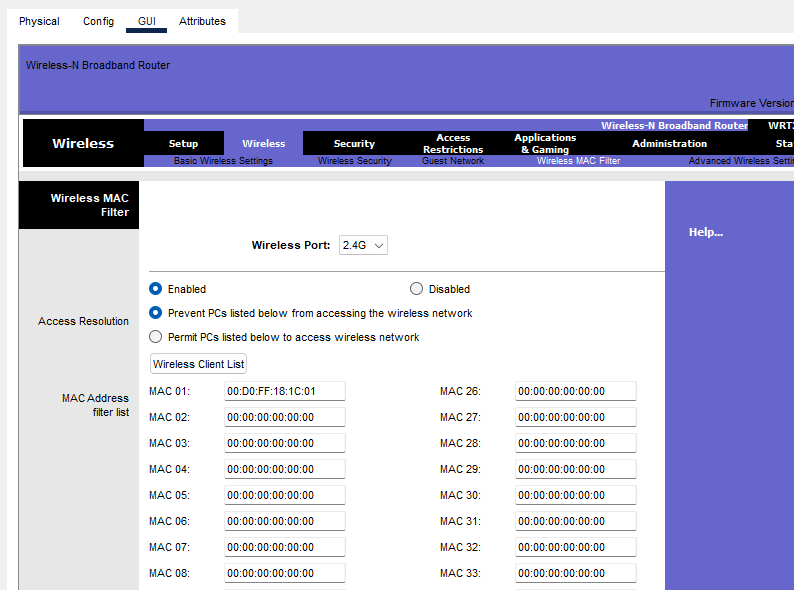 Physical Config GUI Attributes
Wireless-N Broadband Router
Firmware Version
Wireless-N Broadband Router WRT3
Wireless
Setup Wireless Security Access Restrictions Applications & Gaming Administration Sta
Basic Wireless Settings Wireless Security Guest Network Wireless MAC Filter Advanced Wireless Settin
Wireless MAC
Filter
Help...
Wireless Port: 2.4G
Enabled Disabled
Access Resolution
Prevent PCs listed below from accessing the wireless network
Permit PCs listed below to access wireless network
Wireless Client List
MAC Address
filter list
MAC 01: 00:D0:FF:18:1C:01 MAC 26: 00:00:00:00:00:00
MAC 02: 00:00:00:00:00:00 MAC 27: 00:00:00:00:00:00
MAC 03: 00:00:00:00:00:00 MAC 28: 00:00:00:00:00:00
MAC 04: 00:00:00:00:00:00 MAC 29: 00:00:00:00:00:00
MAC 05: 00:00:00:00:00:00 MAC 30: 00:00:00:00:00:00
MAC 06: 00:00:00:00:00:00 MAC 31: 00:00:00:00:00:00
MAC 07: 00:00:00:00:00:00 MAC 32: 00:00:00:00:00:00
MAC 08: 00:00:00:00:00:00 MAC 33: 00:00:00:00:00:00